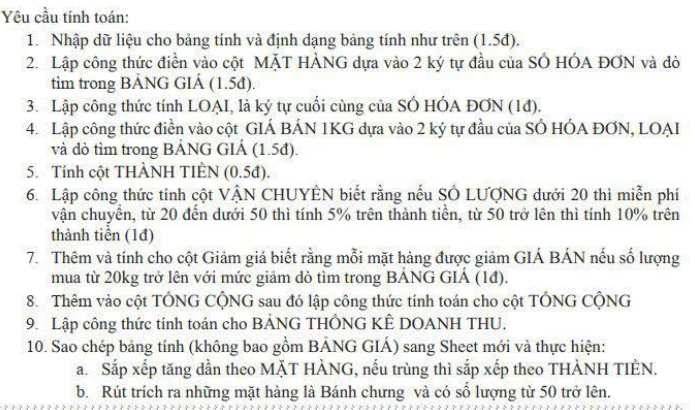 Yêu cầu tính toán:
1. Nhập dữ liệu cho bảng tính và định dạng bảng tính như trên (1.5đ).
2. Lập công thức điền vào cột MẶT HÀNG dựa vào 2 ký tự đầu của SỐ HÓA ĐƠN và dò
tìm trong BẢNG GIÁ (1.5đ).
3. Lập công thức tính LOẠI, là ký tự cuối cùng của SỐ HÓA ĐƠN (1đ).
4. Lập công thức điền vào cột GIÁ BÁN 1KG dựa vào 2 ký tự đầu của SỐ HÓA ĐƠN, LOẠI
và dò tìm trong BẢNG GIÁ (1.5đ).
5. Tính cột THÀNH TIỀN (0.5đ).
6. Lập công thức tính cột VẬN CHUYỂN biết rằng nếu SỐ LƯỢNG dưới 20 thì miễn phí
vận chuyển, từ 20 đến dưới 50 thì tính 5% trên thành tiền, từ 50 trở lên thì tính 10% trên
thành tiền (1đ)
7. Thêm và tính cho cột Giảm giá biết rằng mỗi mặt hàng được giảm GIÁ BÁN nếu số lượng
mua từ 20kg trở lên với mức giảm dò tìm trong BẢNG GIÁ (1đ).
8. Thêm vào cột TỔNG CỘNG sau đó lập công thức tính toán cho cột TỔNG CỘNG
9. Lập công thức tính toán cho BẢNG THỐNG KÊ DOANH THU.
10. Sao chép bảng tính (không bao gồm BẢNG GIÁ) sang Sheet mới và thực hiện:
a. Sắp xếp tăng dần theo MẶT HÀNG, nếu trùng thì sắp xếp theo THÀNH TIỀN.
b. Rút trích ra những mặt hàng là Bánh chưng và có số lượng từ 50 trở lên.